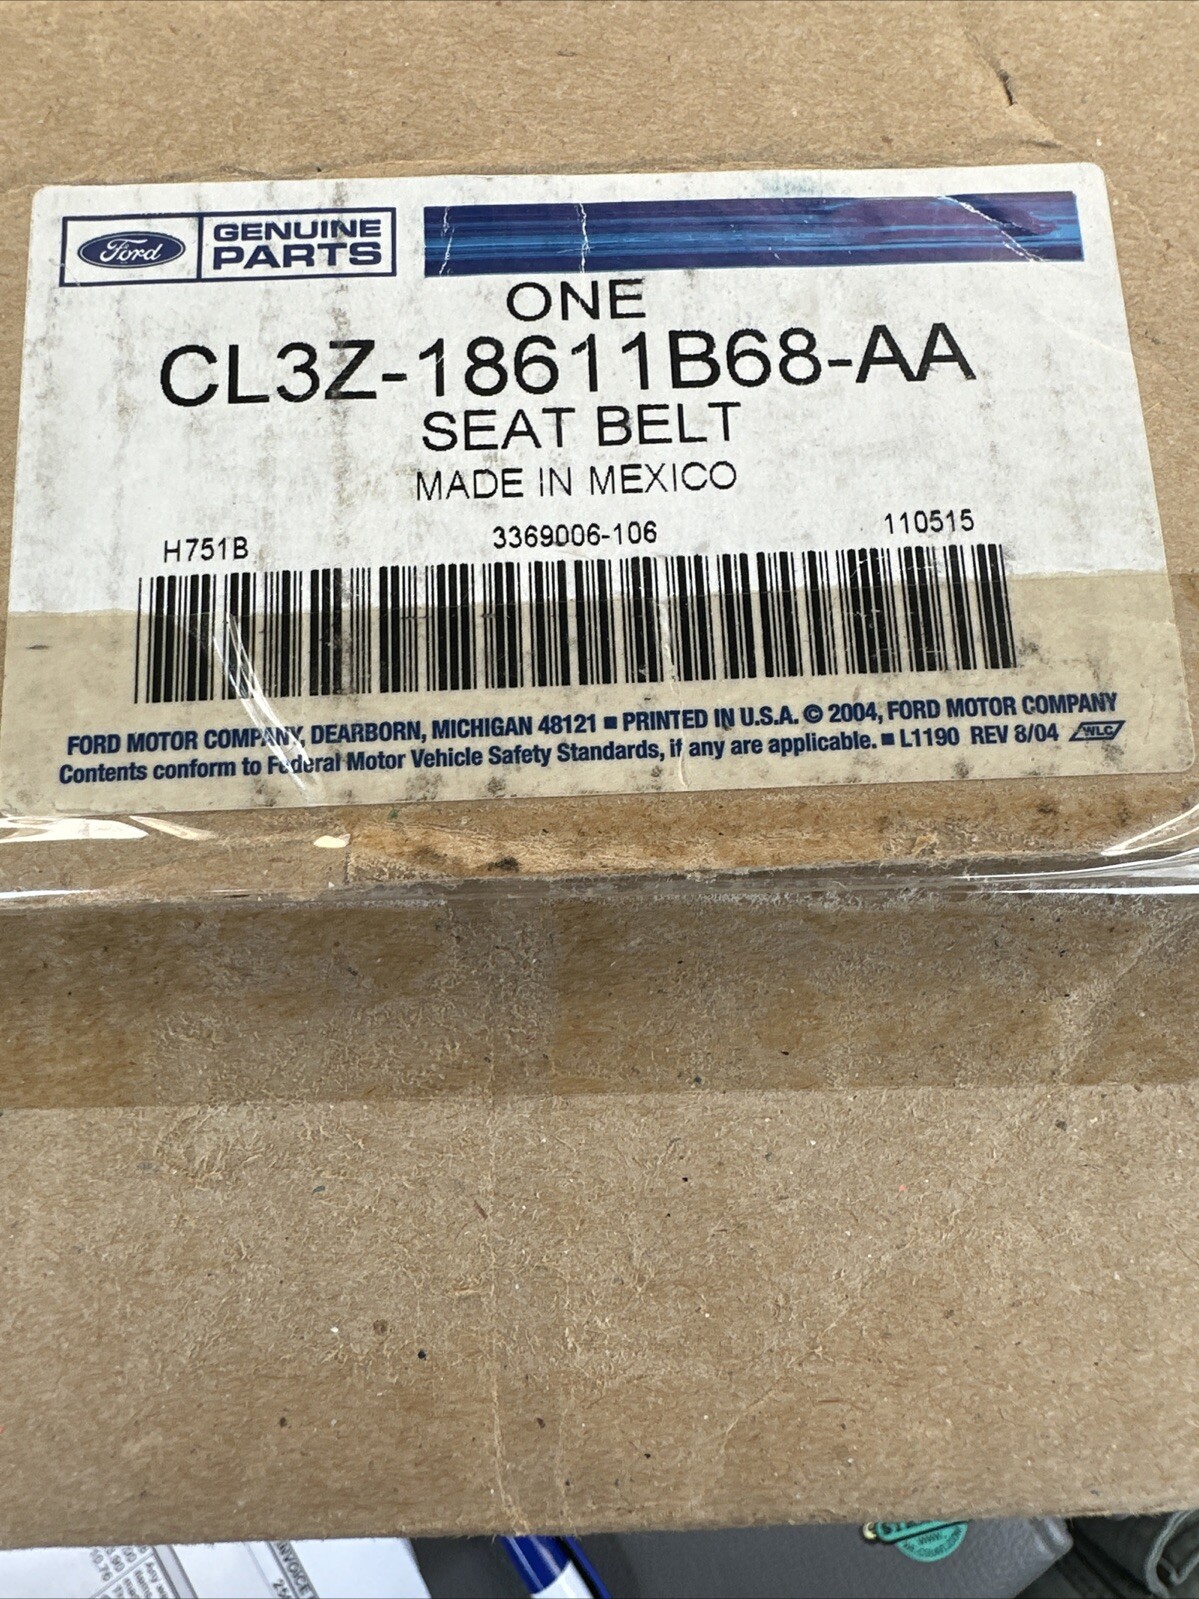 Ford
GENUINE
PARTS
ONE
CL3Z-18611B68-AA
SEAT BELT
MADE IN MEXICO
H751B 3369006-106 110515
FORD MOTOR COMPANY, DEARBORN, MICHIGAN 48121 ■ PRINTED IN U.S.A. © 2004, FORD MOTOR COMPANY
Contents conform to Federal Motor Vehicle Safety Standards, if any are applicable. ■ L1190 REV 8/04 WLC
INVOICE